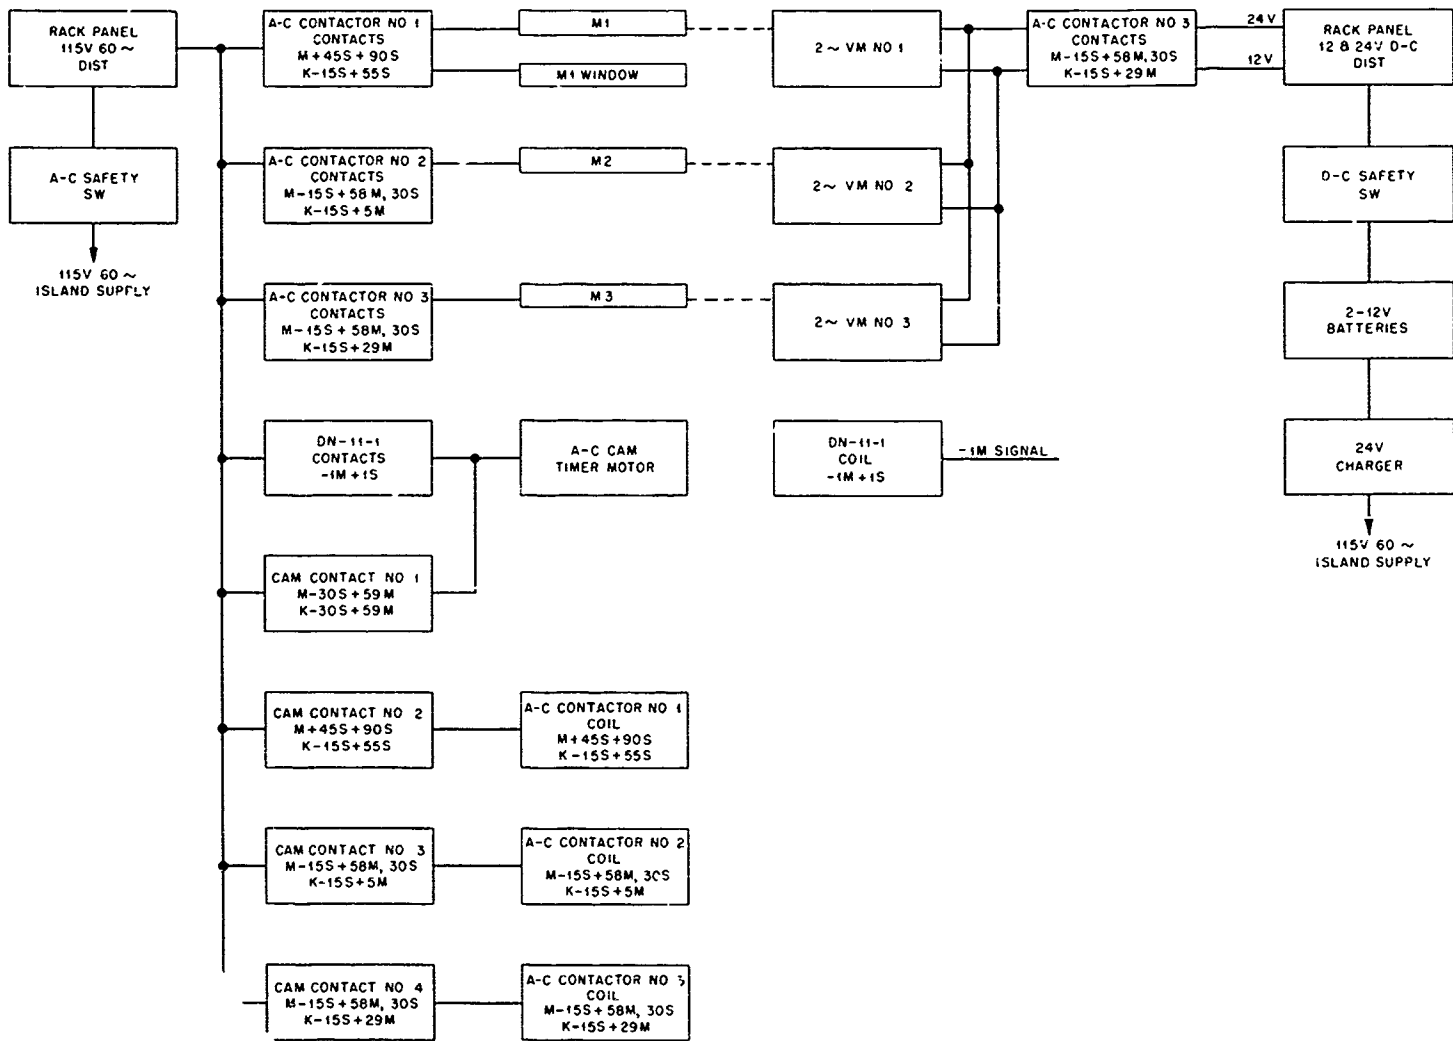 RACK PANEL
115V 60 ~
DIST
A-C SAFETY
SW
115V 60 ~
ISLAND SUPPLY
A-C CONTACTOR NO 1
CONTACTS
M+45S+90S
K-15S+55S
M1
M1 WINDOW
2~ VM NO 1
A-C CONTACTOR NO 3
CONTACTS
M-15S+58M,30S
K-15S+29M
24V
12V
RACK PANEL
12 & 24V D-C
DIST
A-C CONTACTOR NO 2
CONTACTS
M-15S+58M, 30S
K-15S+5M
M2
2~ VM NO 2
D-C SAFETY
SW
A-C CONTACTOR NO 3
CONTACTS
M-15S+58M, 30S
K-15S+29M
M3
2~ VM NO 3
2-12V
BATTERIES
DN-11-1
CONTACTS
-1M+1S
A-C CAM
TIMER MOTOR
DN-11-1
COIL
-1M+1S
-1M SIGNAL
24V
CHARGER
115V 60 ~
ISLAND SUPPLY
CAM CONTACT NO 1
M-30S+59M
K-30S+59M
CAM CONTACT NO 2
M+45S+90S
K-15S+55S
A-C CONTACTOR NO 1
COIL
M+45S+90S
K-15S+55S
CAM CONTACT NO 3
M-15S+58M, 30S
K-15S+5M
A-C CONTACTOR NO 2
COIL
M-15S+58M, 30S
K-15S+5M
CAM CONTACT NO 4
M-15S+58M, 30S
K-15S+29M
A-C CONTACTOR NO 3
COIL
M-15S+58M, 30S
K-15S+29M